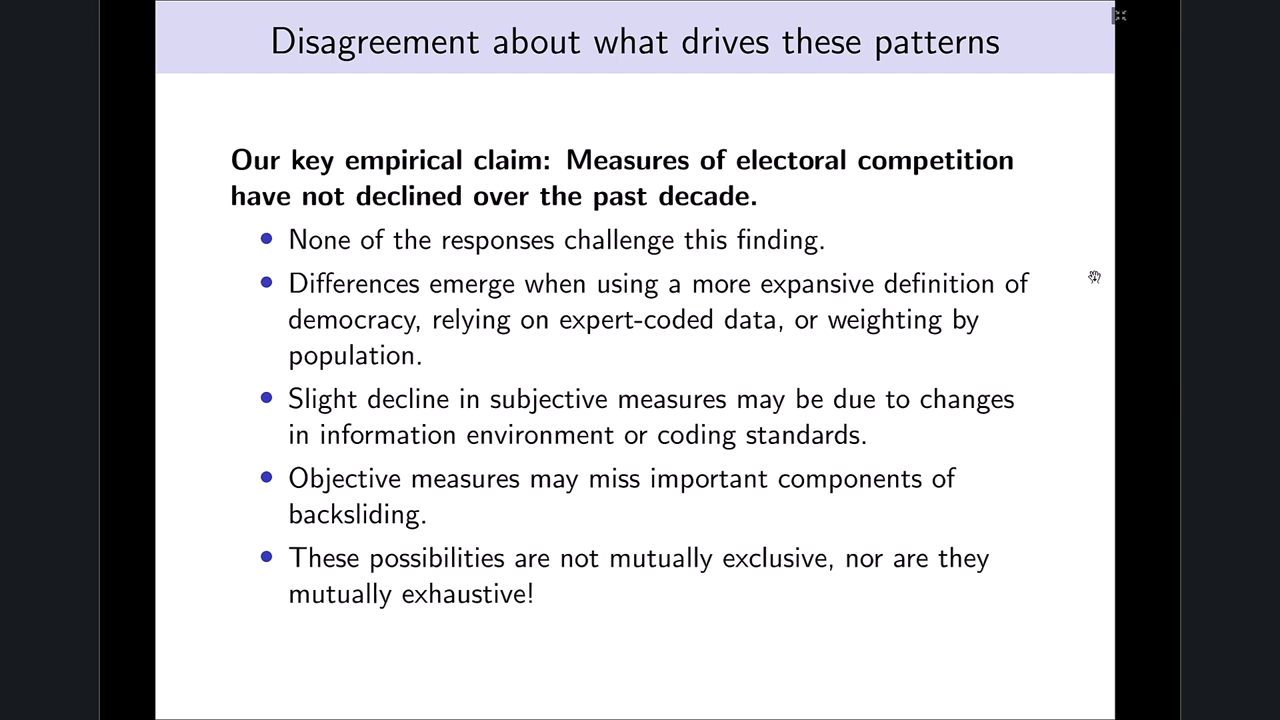 Disagreement about what drives these patterns
Our key empirical claim: Measures of electoral competition
have not declined over the past decade.
None of the responses challenge this finding.
Differences emerge when using a more expansive definition of
democracy, relying on expert-coded data, or weighting by
population.
Slight decline in subjective measures may be due to changes
in information environment or coding standards.
Objective measures may miss important components of
backsliding.
These possibilities are not mutually exclusive, nor are they
mutually exhaustive!